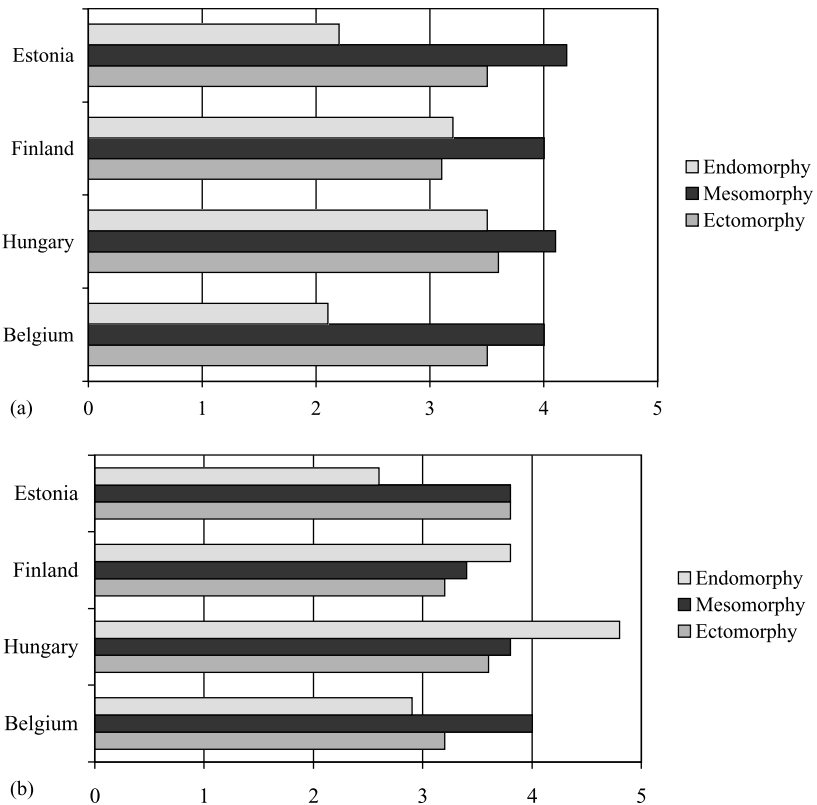 Estonia
Finland
Hungary
Belgium
Endomorphy
Mesomorphy
Ectomorphy
(a)
0 1 2 3 4 5
Estonia
Finland
Hungary
Belgium
Endomorphy
Mesomorphy
Ectomorphy
(b)
0 1 2 3 4 5